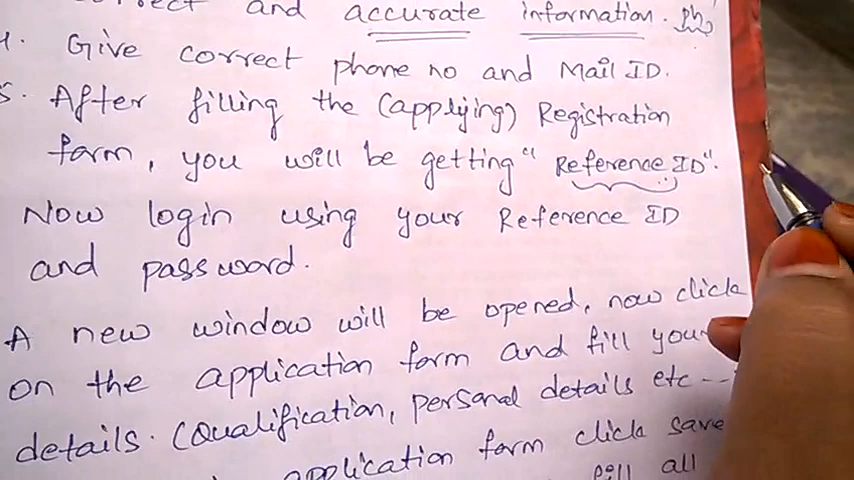 correct and accurate information.
4. Give correct phone no and Mail ID.
5. After filling the (applying) Registration
form, you will be getting "Reference ID".
Now login using your Reference ID
and password.
A new window will be opened, now click
on the application form and fill your
details. (Qualification, personal details etc --
application form click save
fill all